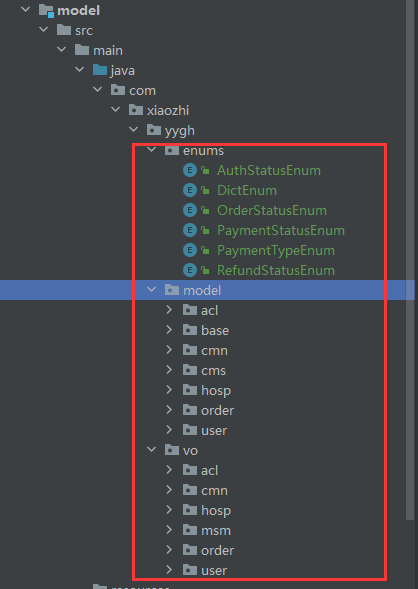 model
src
main
java
com
xiaozhi
yygh
enums
AuthStatusEnum
DictEnum
OrderStatusEnum
PaymentStatusEnum
PaymentTypeEnum
RefundStatusEnum
model
acl
base
cmn
cms
hosp
order
user
vo
acl
cmn
hosp
msm
order
user